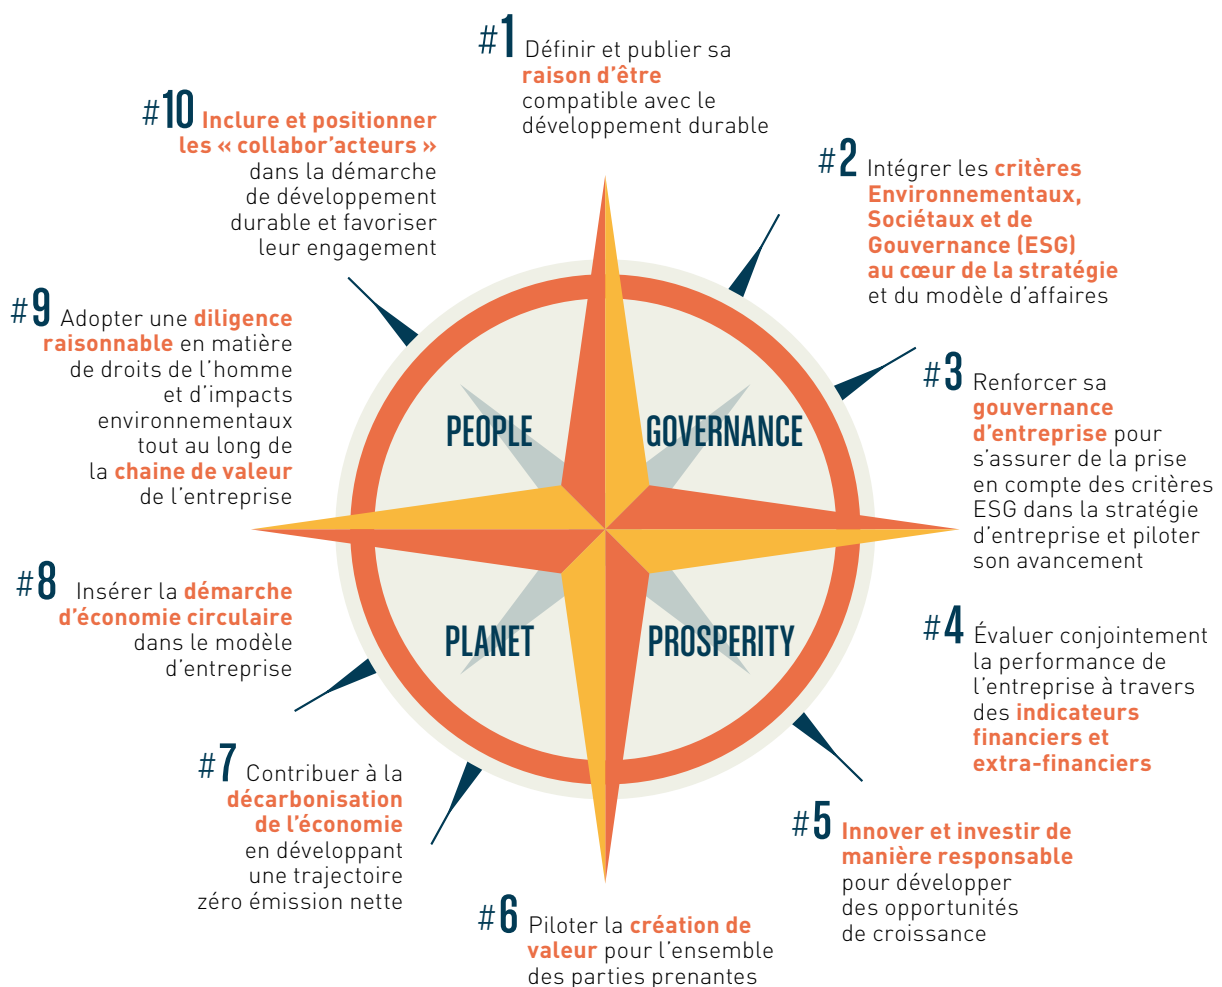 #1 Définir et publier sa
raison d'être
compatible avec le
développement durable
#2 Intégrer les critères
Environnementaux,
Sociétaux et de
Gouvernance (ESG)
au cœur de la stratégie
et du modèle d'affaires
#3 Renforcer sa
gouvernance
d'entreprise pour
s'assurer de la prise
en compte des critères
ESG dans la stratégie
d'entreprise et piloter
son avancement
#4 Évaluer conjointement
la performance de
l'entreprise à travers
des indicateurs
financiers et
extra-financiers
#5 Innover et investir de
manière responsable
pour développer
des opportunités
de croissance
#6 Piloter la création de
valeur pour l'ensemble
des parties prenantes
#7 Contribuer à la
décarbonisation
de l'économie
en développant
une trajectoire
zéro émission nette
#8 Insérer la démarche
d'économie circulaire
dans le modèle
d'entreprise
#9 Adopter une diligence
raisonnable en matière
de droits de l'homme
et d'impacts
environnementaux
tout au long de
la chaine de valeur
de l'entreprise
#10 Inclure et positionner
les « collabor'acteurs »
dans la démarche
de développement
durable et favoriser
leur engagement
PEOPLE
GOVERNANCE
PLANET
PROSPERITY